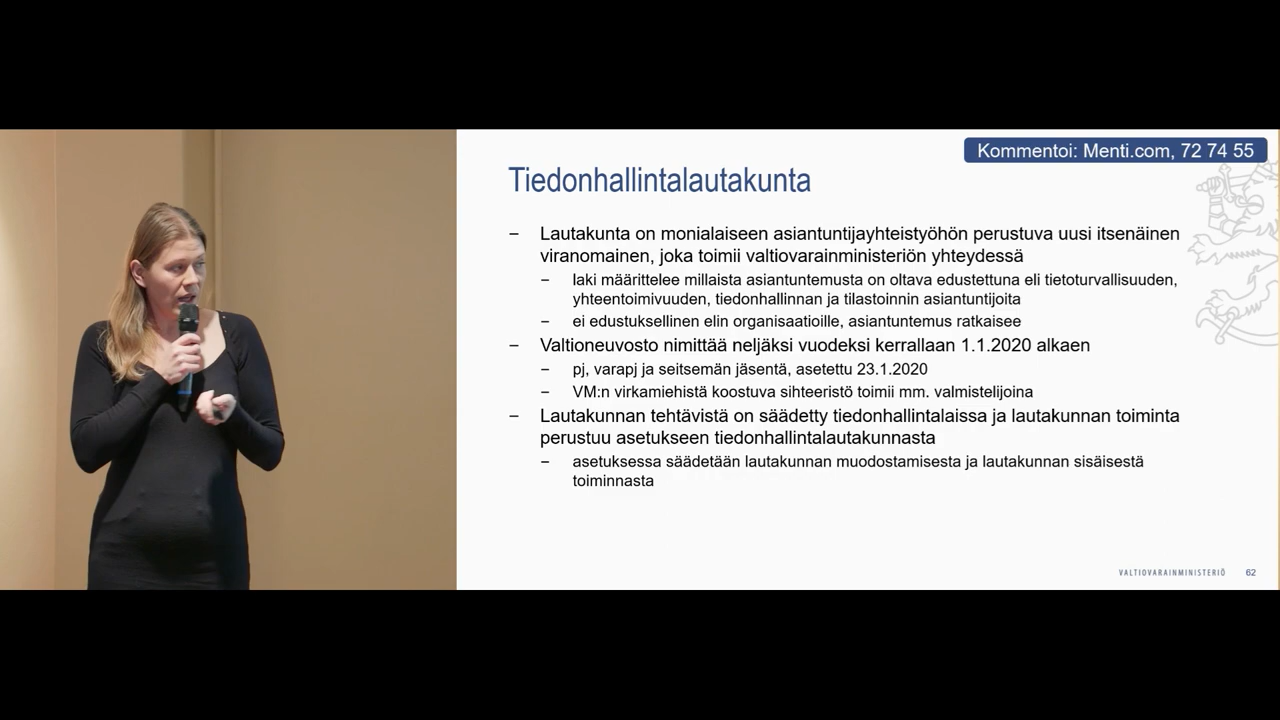 Kommentoi: Menti.com, 72 74 55
Tiedonhallintalautakunta
– Lautakunta on monialaiseen asiantuntijayhteistyöhön perustuva uusi itsenäinen
viranomainen, joka toimii valtiovarainministeriön yhteydessä
– laki määrittelee millaista asiantuntemusta on oltava edustettuna eli tietoturvallisuuden,
yhteentoimivuuden, tiedonhallinnan ja tilastoinnin asiantuntijoita
– ei edustuksellinen elin organisaatioille, asiantuntemus ratkaisee
– Valtioneuvosto nimittää neljäksi vuodeksi kerrallaan 1.1.2020 alkaen
– pj, varapj ja seitsemän jäsentä, asetettu 23.1.2020
– VM:n virkamiehistä koostuva sihteeristö toimii mm. valmistelijoina
– Lautakunnan tehtävistä on säädetty tiedonhallintalaissa ja lautakunnan toiminta
perustuu asetukseen tiedonhallintalautakunnasta
– asetuksessa säädetään lautakunnan muodostamisesta ja lautakunnan sisäisestä
toiminnasta
VALTIOVARAINMINISTERIÖ 62